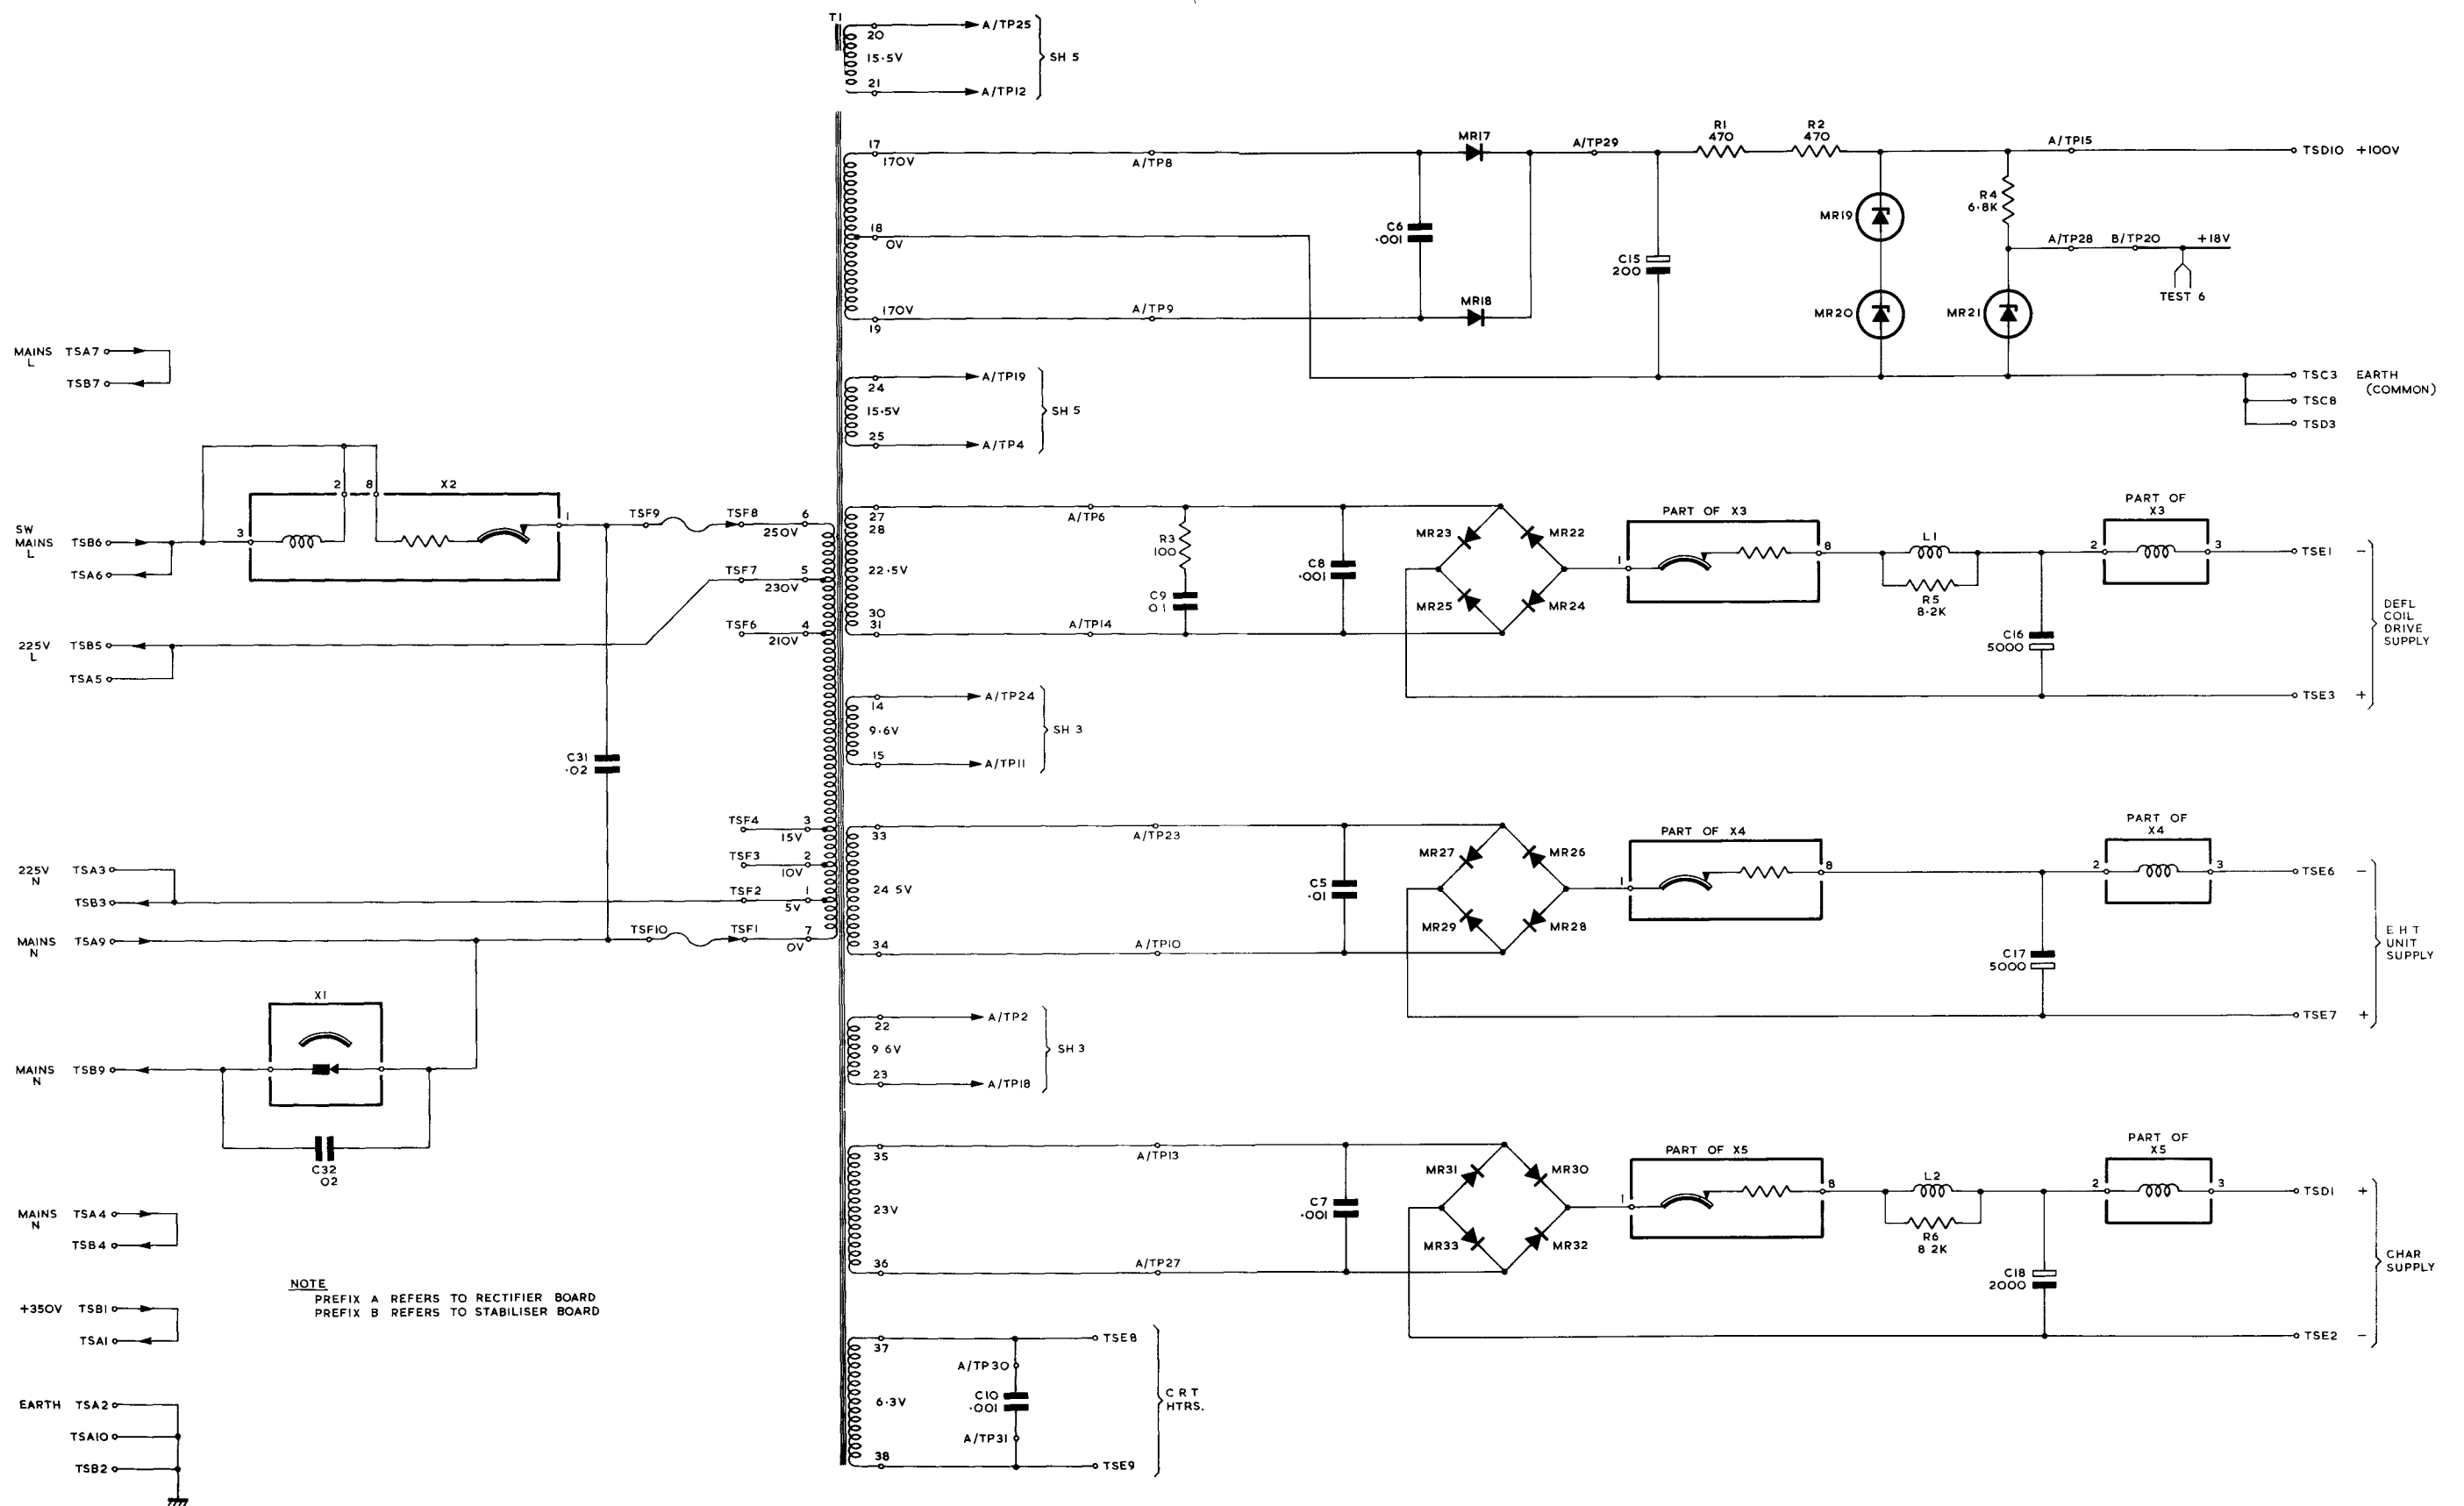 T1
20
15·5V
21
A/TP25
A/TP12
SH 5
17
170V
18
0V
170V
19
A/TP8
A/TP9
C6
·001
MR17
MR18
A/TP29
C15
200
R1
470
R2
470
MR19
MR20
R4
6·8K
MR21
A/TP15
A/TP28 B/TP20 +18V
TEST 6
TSD10 +100V
TSC3 EARTH
(COMMON)
TSC8
TSD3
24
15·5V
25
A/TP19
A/TP4
SH 5
MAINS TSA7
L
TSB7
SW
MAINS TSB6
L
TSA6
3
2
8
X2
1
TSF9
TSF8
6
250V
TSF7
5
230V
TSF6
4
210V
225V TSB5
L
TSA5
C31
·02
TSF4
3
15V
TSF3
2
10V
TSF2
1
5V
TSF10
TSF1
7
0V
225V TSA3
N
TSB3
MAINS TSA9
N
X1
MAINS TSB9
N
C32
02
MAINS TSA4
N
TSB4
+350V TSB1
TSA1
EARTH TSA2
TSA10
TSB2
NOTE
PREFIX A REFERS TO RECTIFIER BOARD
PREFIX B REFERS TO STABILISER BOARD
27
28
22·5V
30
31
A/TP6
A/TP14
R3
100
C9
01
C8
·001
MR23
MR22
MR25
MR24
PART OF X3
1
8
L1
R5
8·2K
C16
5000
PART OF
X3
2
3
TSE1 −
TSE3 +
DEFL
COIL
DRIVE
SUPPLY
14
9·6V
15
A/TP24
A/TP11
SH 3
33
24 5V
34
A/TP23
A/TP10
C5
·01
MR27
MR26
MR29
MR28
PART OF X4
1
8
C17
5000
PART OF
X4
2
3
TSE6 −
TSE7 +
E H T
UNIT
SUPPLY
22
9 6V
23
A/TP2
A/TP18
SH 3
35
23V
36
A/TP13
A/TP27
C7
·001
MR31
MR30
MR33
MR32
PART OF X5
1
8
L2
R6
8 2K
C18
2000
PART OF
X5
2
3
TSD1 +
TSE2 −
CHAR
SUPPLY
37
6·3V
38
A/TP30
C10
·001
A/TP31
TSE8
TSE9
C R T
HTRS.